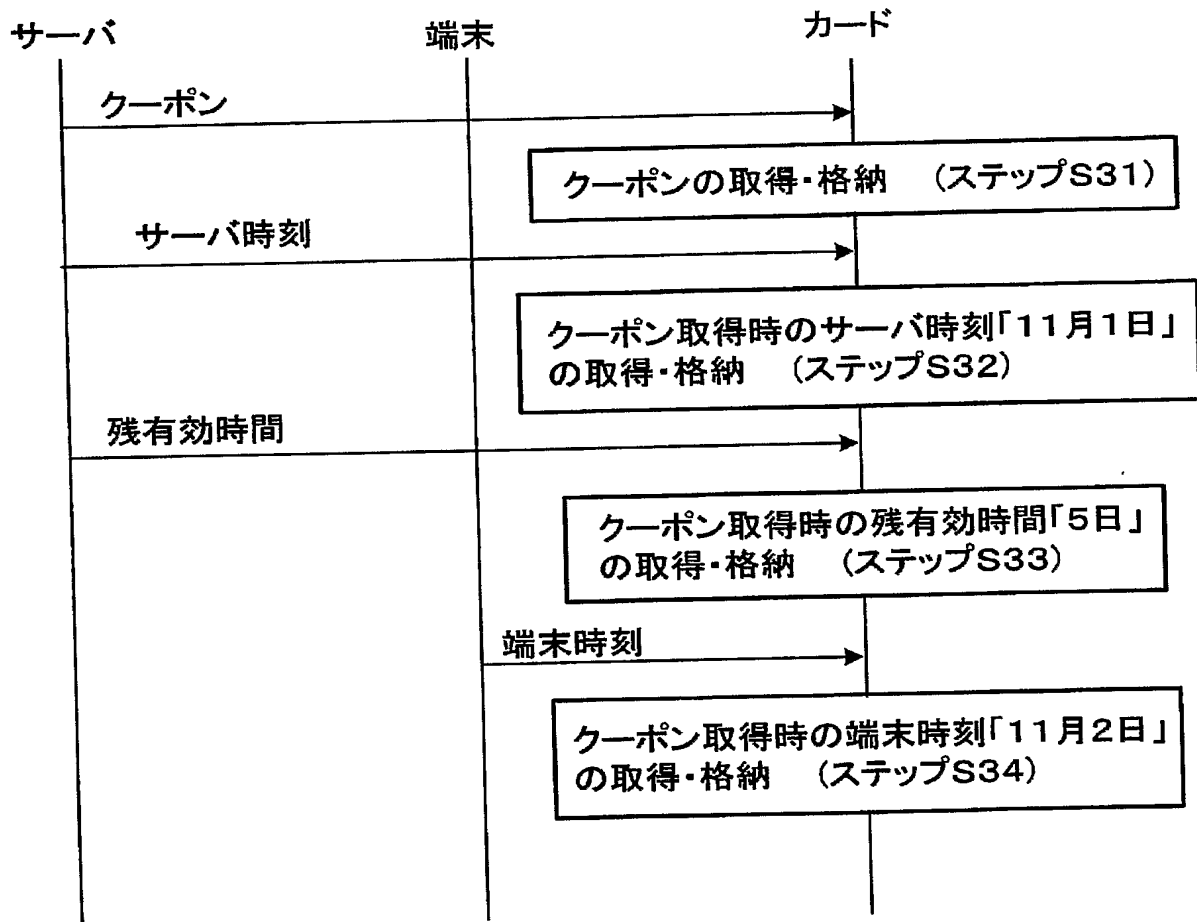 サーバ
端末
カード
クーポン
クーポンの取得・格納 (ステップS31)
サーバ時刻
クーポン取得時のサーバ時刻「11月1日」
の取得・格納 (ステップS32)
残有効時間
クーポン取得時の残有効時間「5日」
の取得・格納 (ステップS33)
端末時刻
クーポン取得時の端末時刻「11月2日」
の取得・格納 (ステップS34)